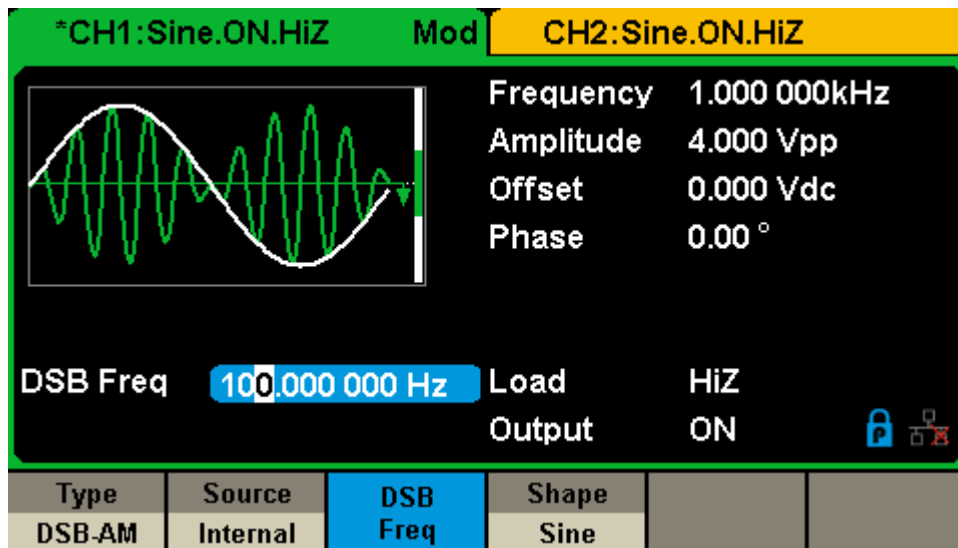 *CH1:Sine.ON.HiZ Mod CH2:Sine.ON.HiZ
Frequency 1.000 000kHz
Amplitude 4.000 Vpp
Offset 0.000 Vdc
Phase 0.00 °
DSB Freq 100.000 000 Hz Load HiZ
Output ON P
Type Source DSB Shape
DSB-AM Internal Freq Sine